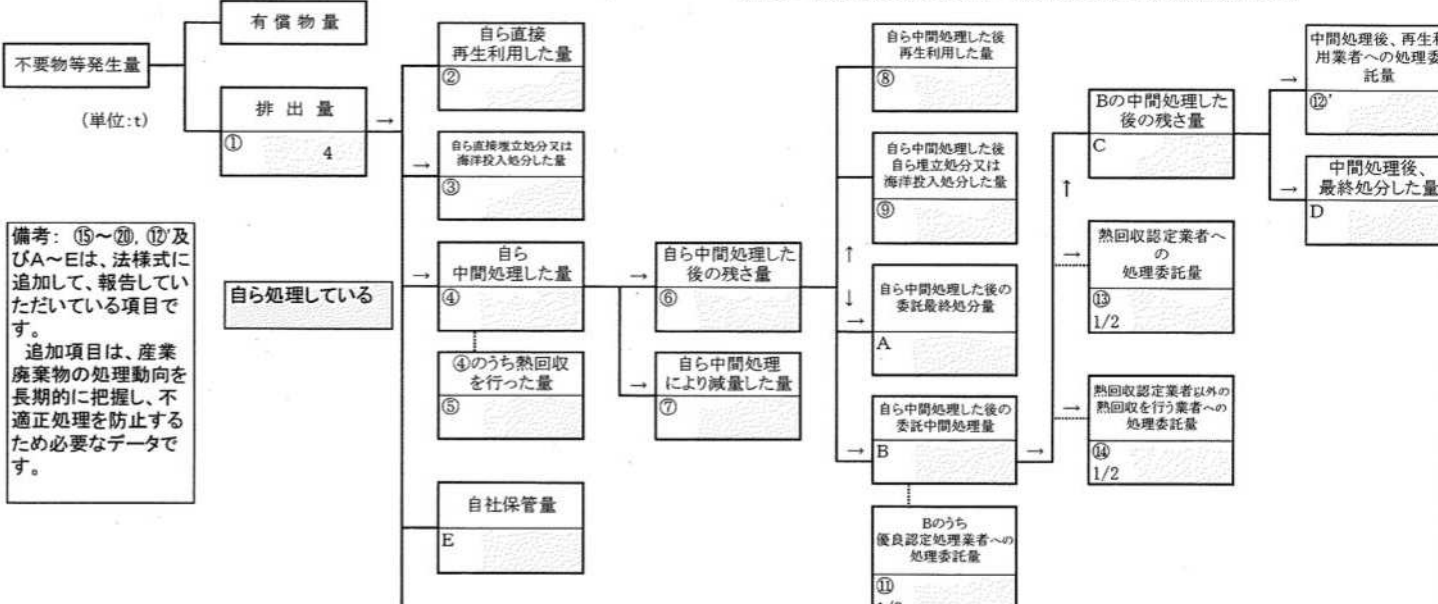 有償物量
不要物等発生量
(単位:t)
排出量
①
4
→
自ら直接
再生利用した量
②
→
自ら直接埋立処分又は
海洋投入処分した量
③
備考: ⑮～⑳, ⑫'及
びA～Eは、法様式に
追加して、報告してい
ただいている項目で
す。
追加項目は、産業
廃棄物の処理動向を
長期的に把握し、不
適正処理を防止する
ため必要なデータで
す。
自ら処理している
→
自ら
中間処理した量
④
④のうち熱回収
を行った量
⑤
自社保管量
E
→
自ら中間処理した
後の残さ量
⑥
→
自ら中間処理
により減量した量
⑦
自ら中間処理した後
再生利用した量
⑧
自ら中間処理した後
自ら埋立処分又は
海洋投入処分した量
⑨
↑
↓
→
自ら中間処理した後の
委託最終処分量
A
→
自ら中間処理した後の
委託中間処理量
B
→
Bのうち
優良認定処理業者への
処理委託量
⑪
Bの中間処理した
後の残さ量
C
↑
→
熱回収認定業者へ
の
処理委託量
⑬
1/2
→
熱回収認定業者以外の
熱回収を行う業者への
処理委託量
⑭
1/2
→
中間処理後、再生利
用業者への処理委
託量
⑫'
→
中間処理後、
最終処分した量
D